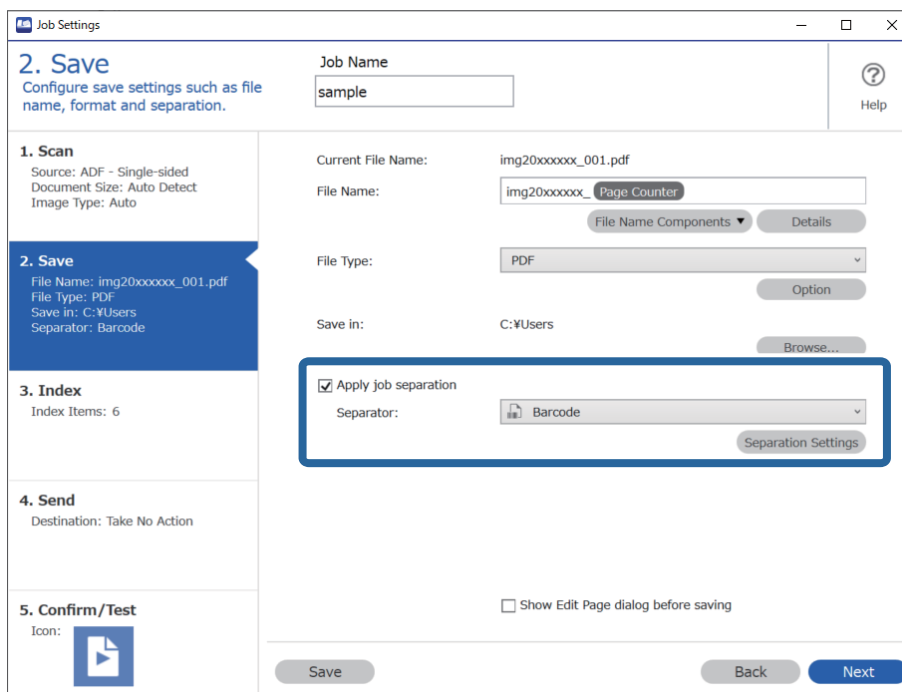 Job Settings
2. Save
Configure save settings such as file
name, format and separation.
Job Name
sample
Help
1. Scan
Source: ADF - Single-sided
Document Size: Auto Detect
Image Type: Auto
2. Save
File Name: img20xxxxxx_001.pdf
File Type: PDF
Save in: C:¥Users
Separator: Barcode
3. Index
Index Items: 6
4. Send
Destination: Take No Action
5. Confirm/Test
Icon:
Current File Name: img20xxxxxx_001.pdf
File Name: img20xxxxxx_ Page Counter
File Name Components Details
File Type: PDF
Option
Save in: C:¥Users
Browse...
Apply job separation
Separator: Barcode
Separation Settings
Show Edit Page dialog before saving
Save Back Next